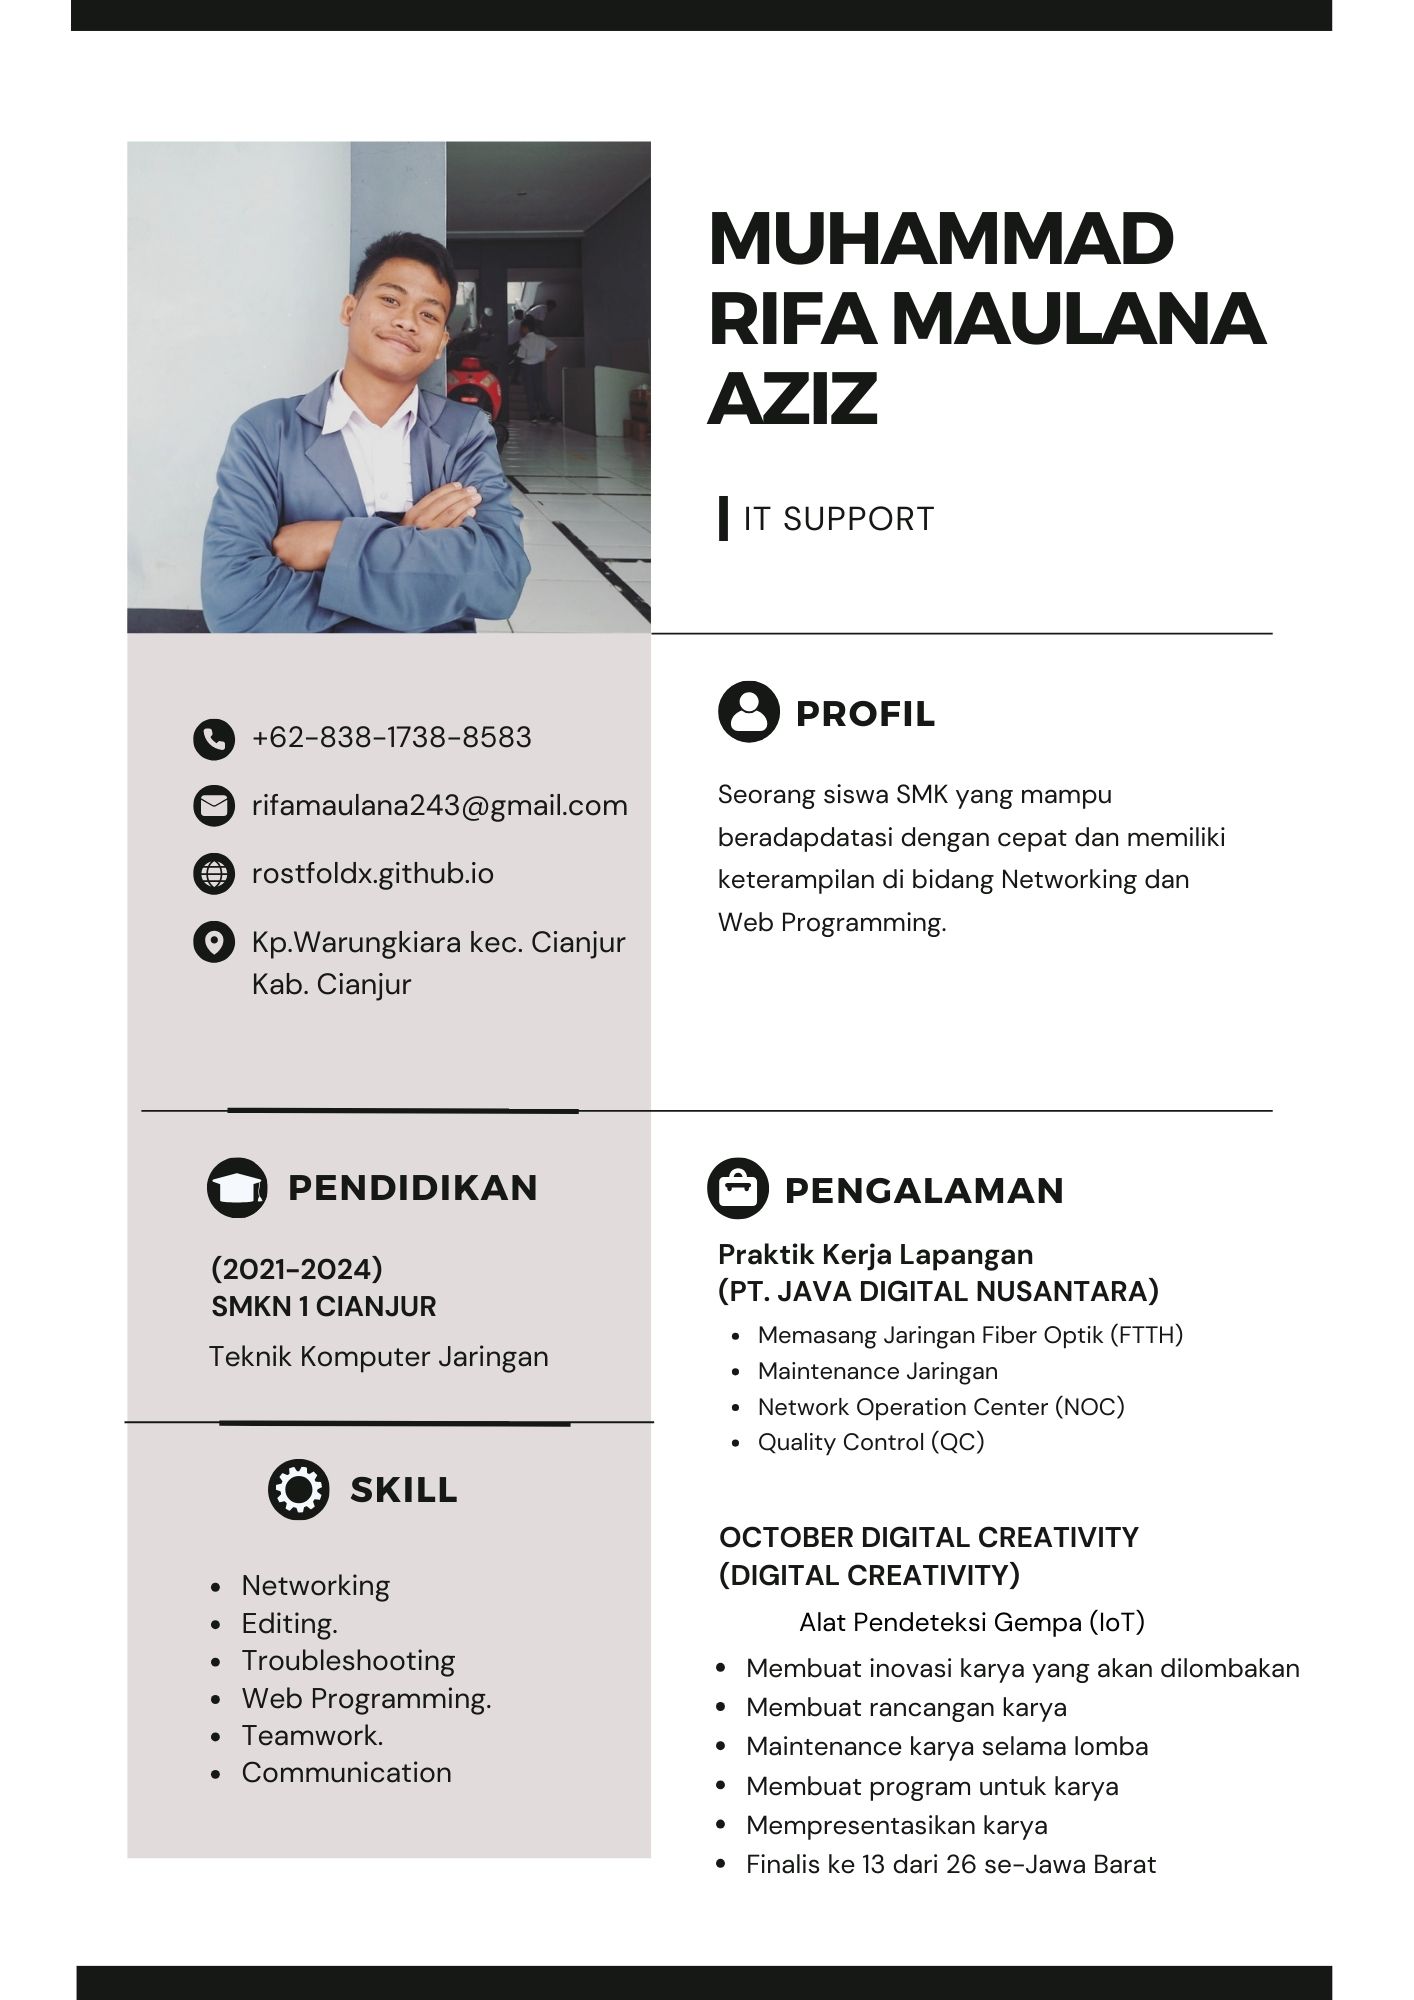 MUHAMMAD
RIFA MAULANA
AZIZ
IT SUPPORT
+62-838-1738-8583
rifamaulana243@gmail.com
rostfoldx.github.io
Kp.Warungkiara kec. Cianjur
Kab. Cianjur
PROFIL
Seorang siswa SMK yang mampu
beradapdatasi dengan cepat dan memiliki
keterampilan di bidang Networking dan
Web Programming.
PENDIDIKAN
(2021-2024)
SMKN 1 CIANJUR
Teknik Komputer Jaringan
SKILL
• Networking
• Editing.
• Troubleshooting
• Web Programming.
• Teamwork.
• Communication
PENGALAMAN
Praktik Kerja Lapangan
(PT. JAVA DIGITAL NUSANTARA)
• Memasang Jaringan Fiber Optik (FTTH)
• Maintenance Jaringan
• Network Operation Center (NOC)
• Quality Control (QC)
OCTOBER DIGITAL CREATIVITY
(DIGITAL CREATIVITY)
Alat Pendeteksi Gempa (IoT)
• Membuat inovasi karya yang akan dilombakan
• Membuat rancangan karya
• Maintenance karya selama lomba
• Membuat program untuk karya
• Mempresentasikan karya
• Finalis ke 13 dari 26 se-Jawa Barat